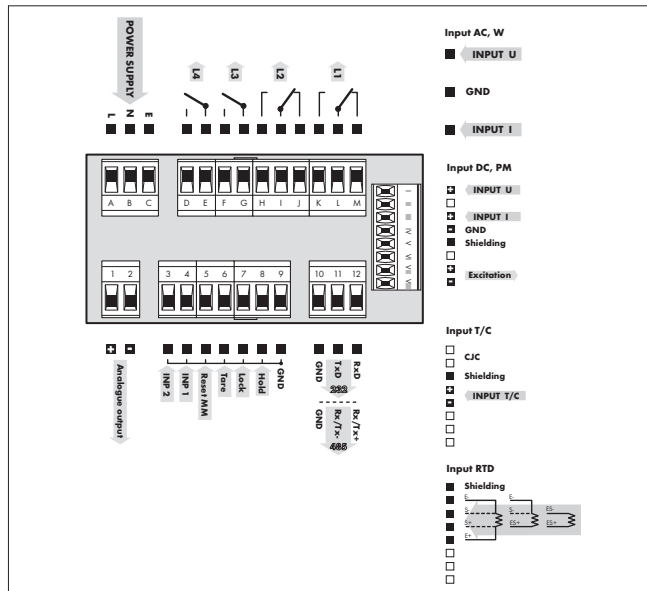 POWER SUPPLY
L N E
L4 L3 L2 L1
A B C D E F G H I J K L M
I
II
III
IV
V
VI
VII
VIII
1 2 3 4 5 6 7 8 9 10 11 12
Analogue output
INP 2
INP 1
Reset MM
Tare
Lock
Hold
GND
GND
TxD
RxD
232
GND
Rx/Tx-
Rx/Tx+
485
Input AC, W
INPUT U
GND
INPUT I
Input DC, PM
INPUT U
INPUT I
GND
Shielding
Excitation
Input T/C
CJC
Shielding
INPUT T/C
Input RTD
Shielding
E- E-
S- S- ES-
S+ ES+ ES+
E+